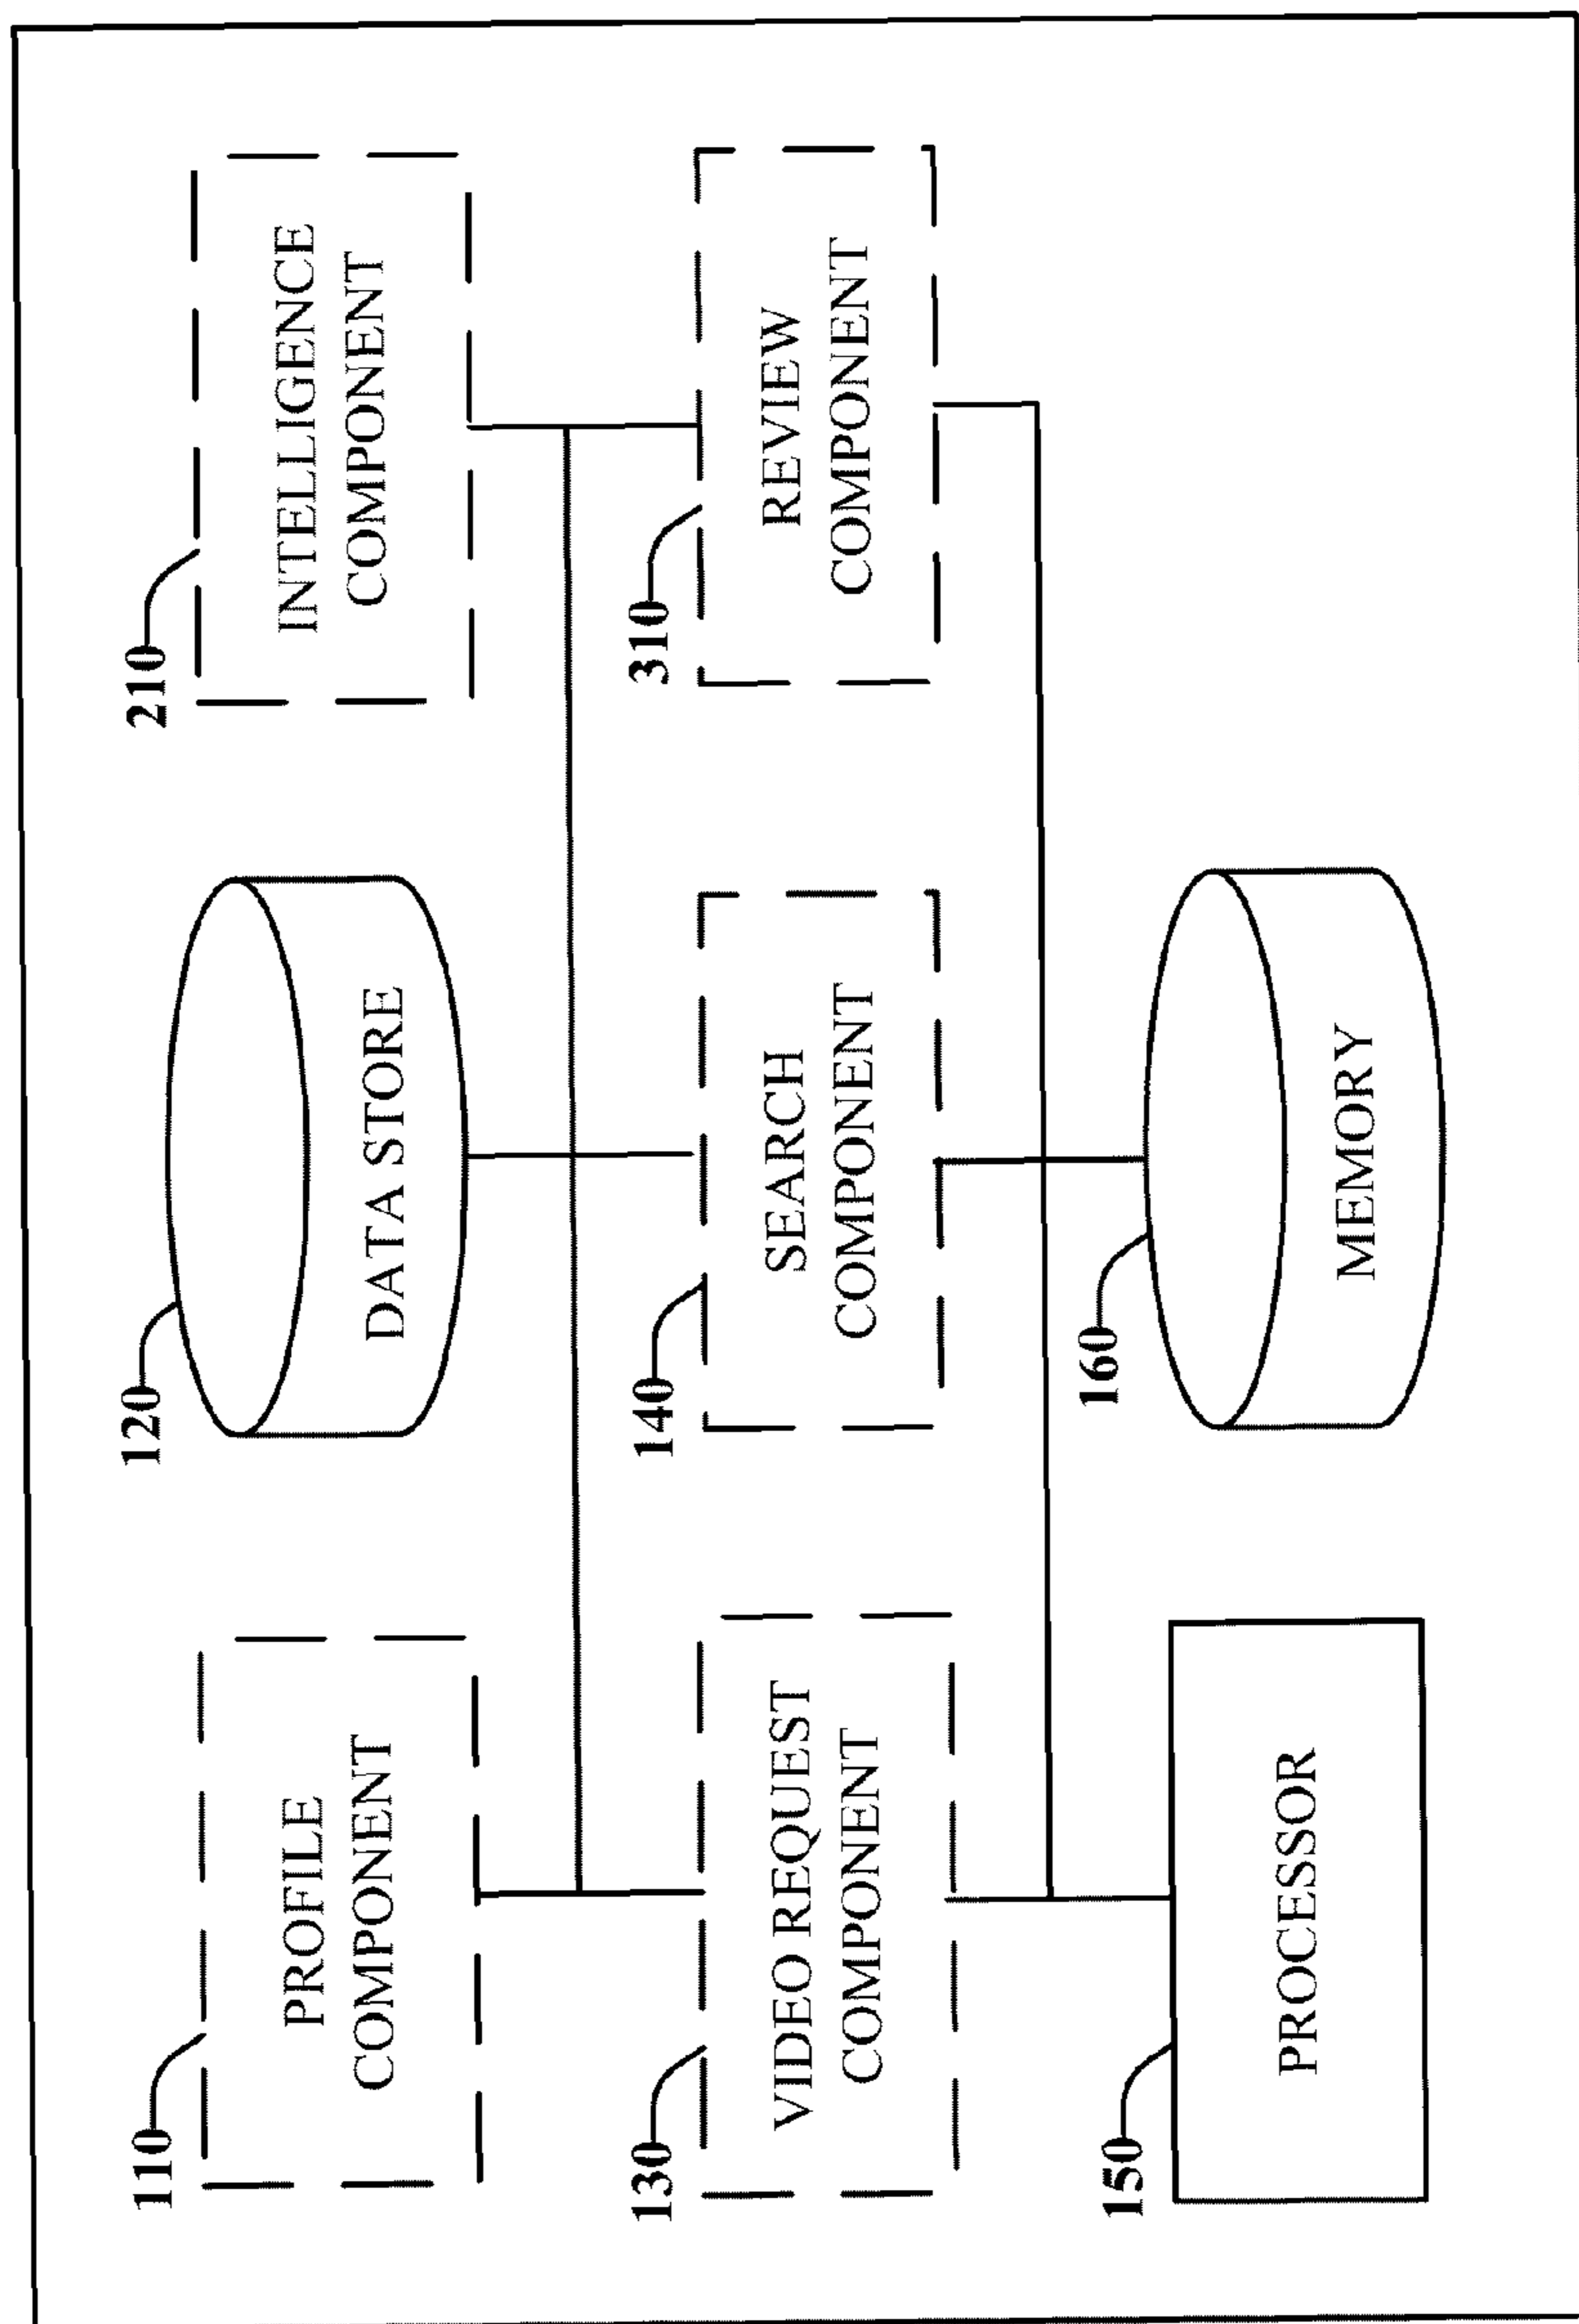 110
PROFILE
COMPONENT
120
DATA STORE
210
INTELLIGENCE
COMPONENT
130
VIDEO REQUEST
COMPONENT
140
SEARCH
COMPONENT
310
REVIEW
COMPONENT
150
PROCESSOR
160
MEMORY